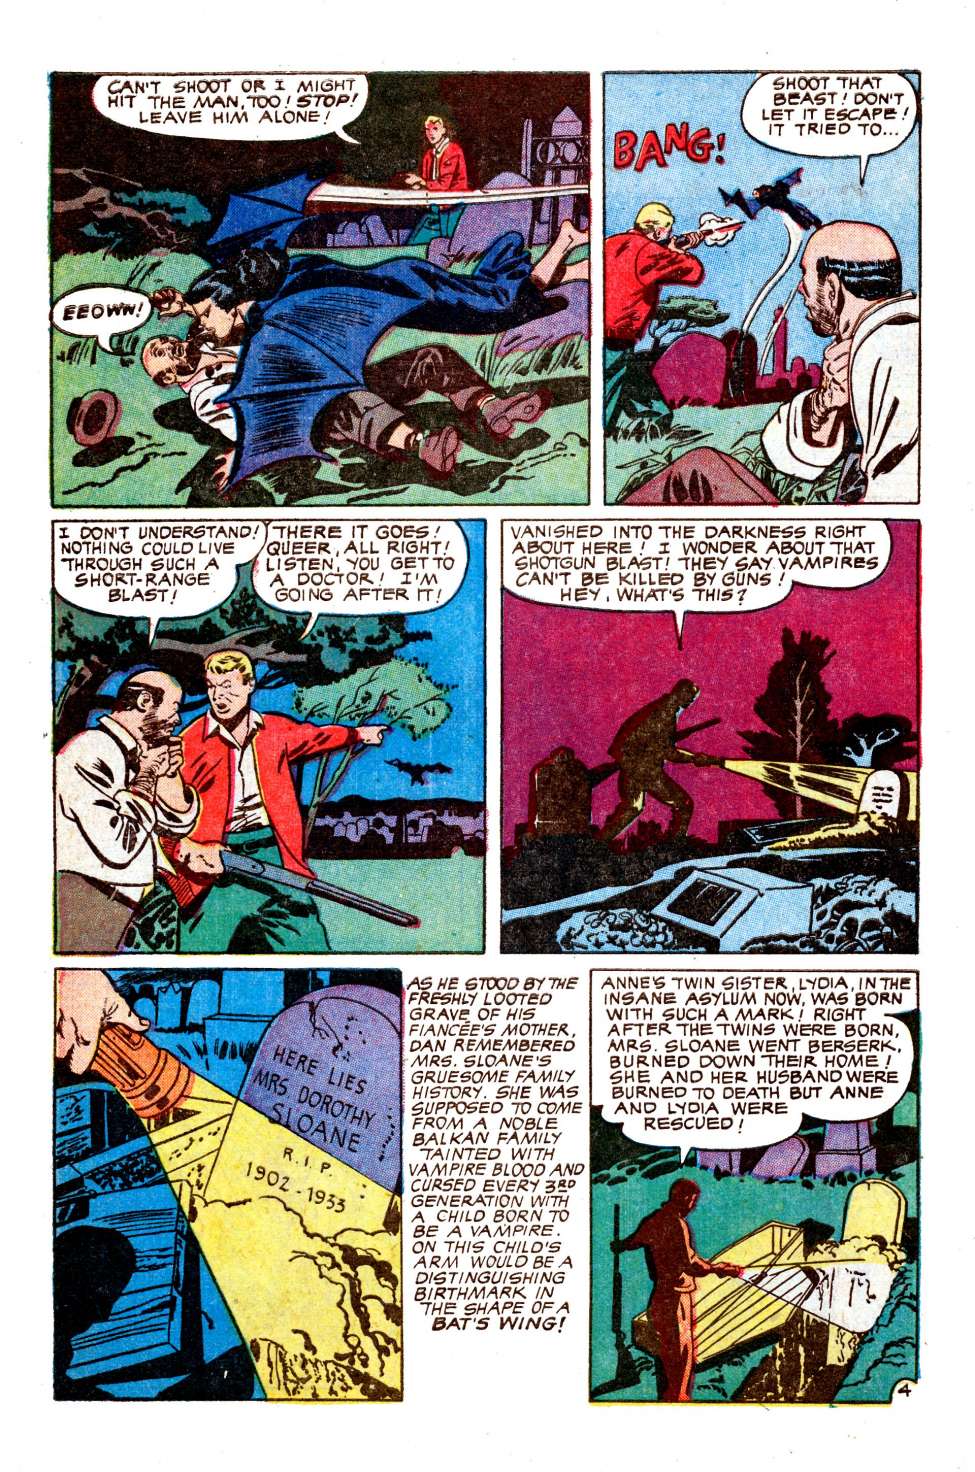 CAN'T SHOOT OR I MIGHT
HIT THE MAN, TOO! STOP!
LEAVE HIM ALONE!
EEOWN!
SHOOT THAT
BEAST! DON'T
LET IT ESCAPE!
IT TRIED TO...
BANG!
I DON'T UNDERSTAND!
NOTHING COULD LIVE
THROUGH SUCH A
SHORT-RANGE
BLAST!
THERE IT GOES!
QUEER, ALL RIGHT!
LISTEN, YOU GET TO
A DOCTOR! I'M
GOING AFTER IT!
VANISHED INTO THE DARKNESS RIGHT
ABOUT HERE! I WONDER ABOUT THAT
SHOTGUN BLAST! THEY SAY VAMPIRES
CAN'T BE KILLED BY GUNS!
HEY, WHAT'S THIS?
HERE LIES
MRS DOROTHY
SLOANE
R.I.P.
1902-1933
AS HE STOOD BY THE
FRESHLY LOOTED
GRAVE OF HIS
FIANCÉE'S MOTHER,
DAN REMEMBERED
MRS. SLOANE'S
GRUESOME FAMILY
HISTORY. SHE WAS
SUPPOSED TO COME
FROM A NOBLE
BALKAN FAMILY
TAINTED WITH
VAMPIRE BLOOD AND
CURSED EVERY 3RD
GENERATION WITH
A CHILD BORN TO
BE A VAMPIRE.
ON THIS CHILD'S
ARM WOULD BE A
DISTINGUISHING
BIRTHMARK IN
THE SHAPE OF A
BAT'S WING!
ANNE'S TWIN SISTER, LYDIA, IN THE
INSANE ASYLUM NOW, WAS BORN
WITH SUCH A MARK! RIGHT
AFTER THE TWINS WERE BORN,
MRS. SLOANE WENT BERSERK,
BURNED DOWN THEIR HOME!
SHE AND HER HUSBAND WERE
BURNED TO DEATH BUT ANNE
AND LYDIA WERE
RESCUED!
4